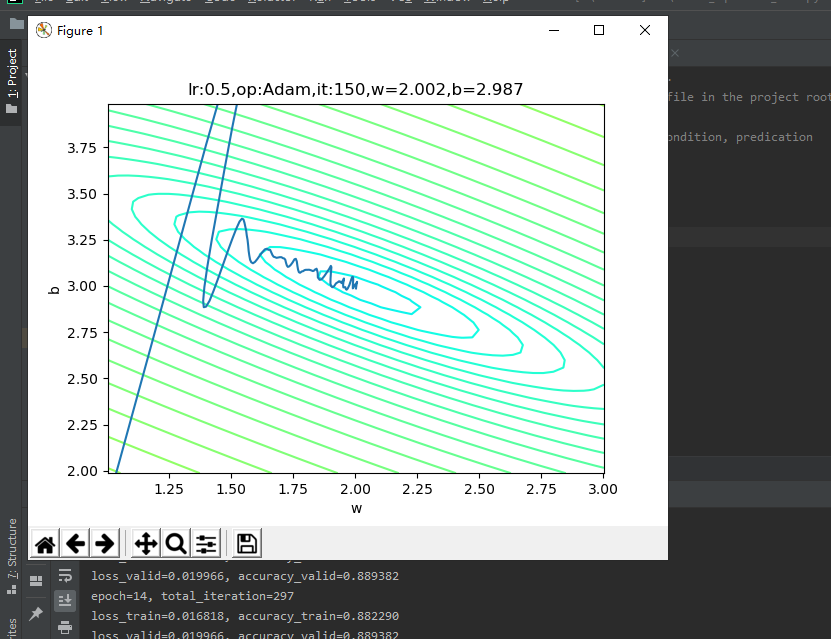 Figure 1
1: Project
lr:0.5,op:Adam,it:150,w=2.002,b=2.987
file in the project root
ondition, predication
3.75
3.50
3.25
3.00
2.75
2.50
2.25
2.00
b
1.25 1.50 1.75 2.00 2.25 2.50 2.75 3.00
w
7: Structure
loss_valid=0.019966, accuracy_valid=0.889382
epoch=14, total_iteration=297
loss_train=0.016818, accuracy_train=0.882290
loss_valid=0.019966, accuracy_valid=0.889382
rites